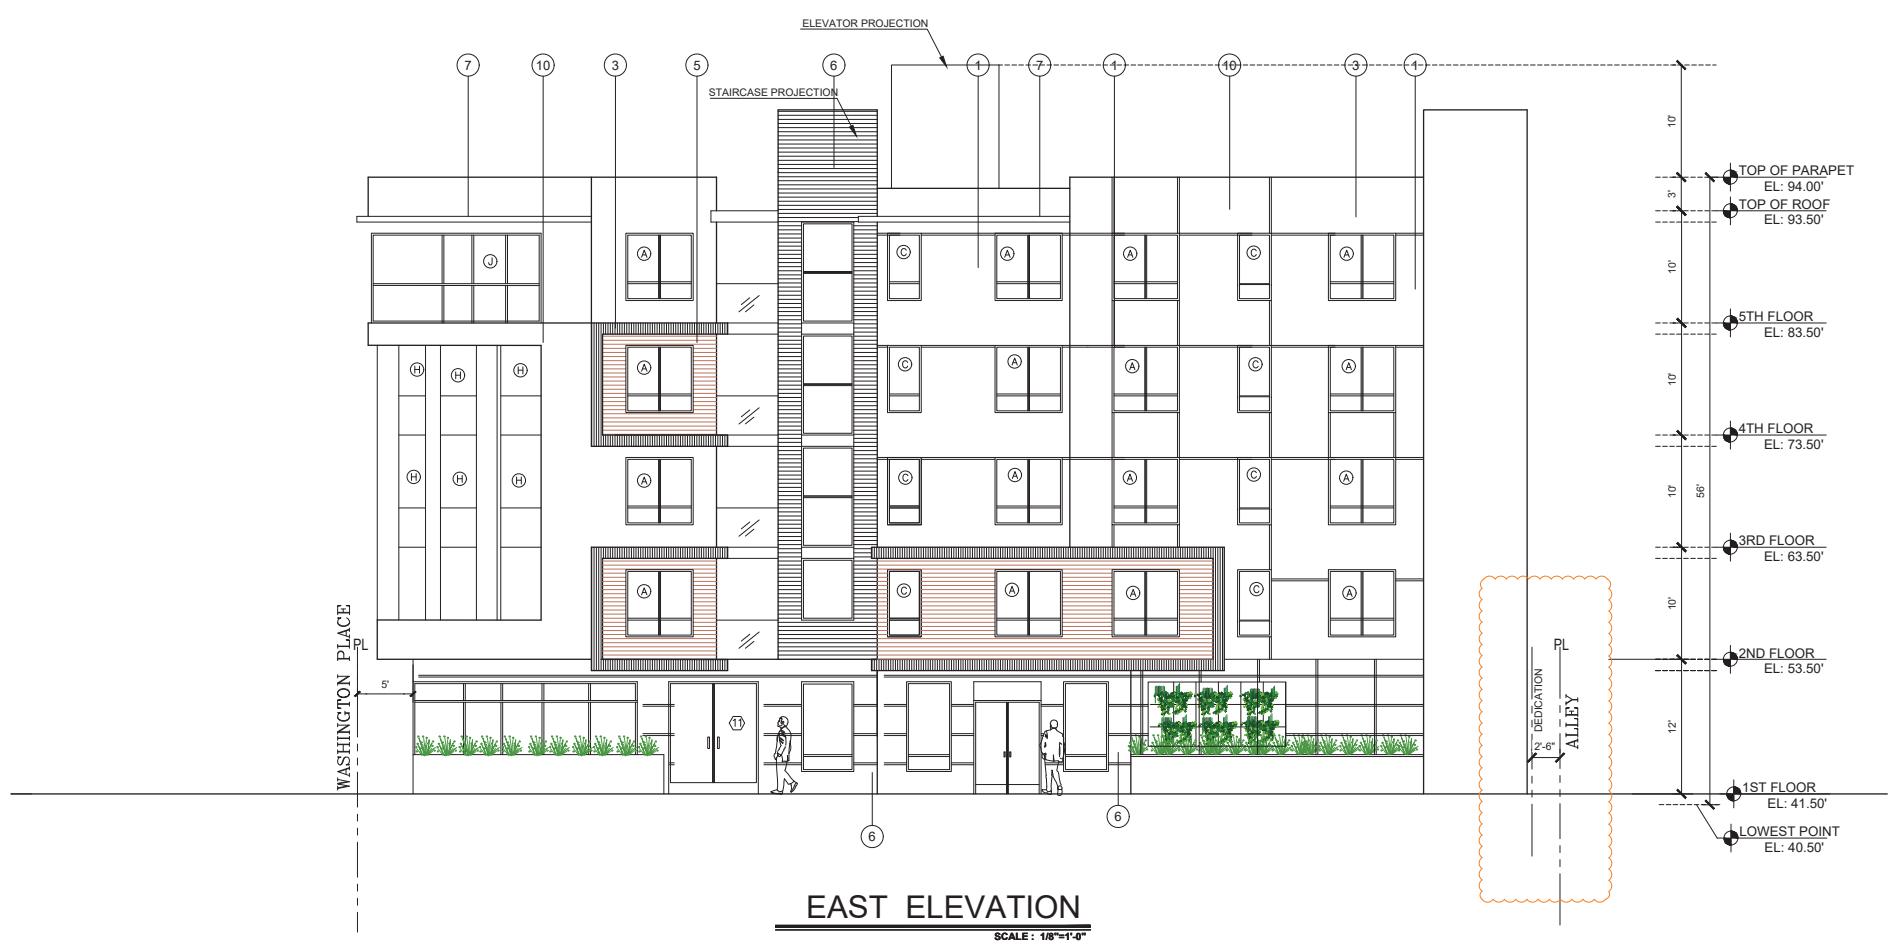 ELEVATOR PROJECTION
7
10
3
5
6
1
7
1
10
3
1
STAIRCASE PROJECTION
10'
TOP OF PARAPET
EL: 94.00'
3'
TOP OF ROOF
EL: 93.50'
J
A
C
A
A
C
A
10'
5TH FLOOR
EL: 83.50'
H
H
H
A
C
A
A
C
A
10'
4TH FLOOR
EL: 73.50'
H
H
H
A
C
A
A
C
A
10'
56'
3RD FLOOR
EL: 63.50'
A
C
A
A
C
A
10'
WASHINGTON PLACE
PL
PL
2ND FLOOR
EL: 53.50'
5'
DEDICATION
ALLEY
2'-6"
11
12'
1ST FLOOR
EL: 41.50'
6
6
LOWEST POINT
EL: 40.50'
EAST ELEVATION
SCALE : 1/8"=1'-0"